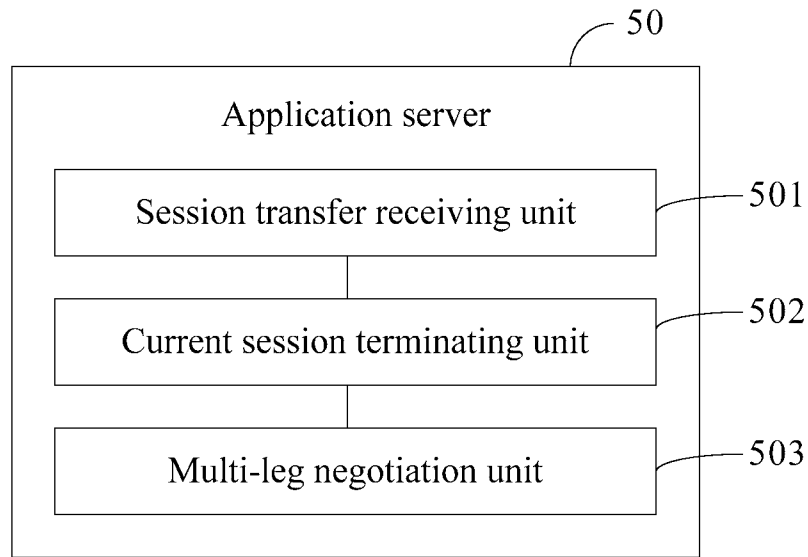 50
Application server
Session transfer receiving unit
501
Current session terminating unit
502
Multi-leg negotiation unit
503